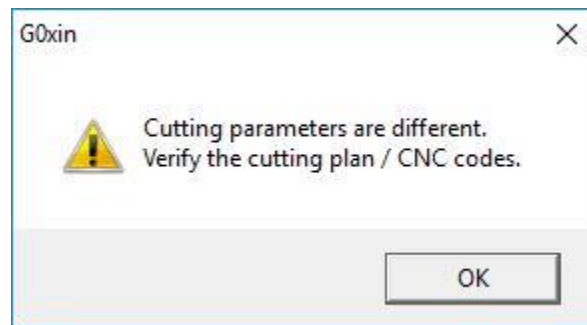 G0xin
Cutting parameters are different.
Verify the cutting plan / CNC codes.
OK